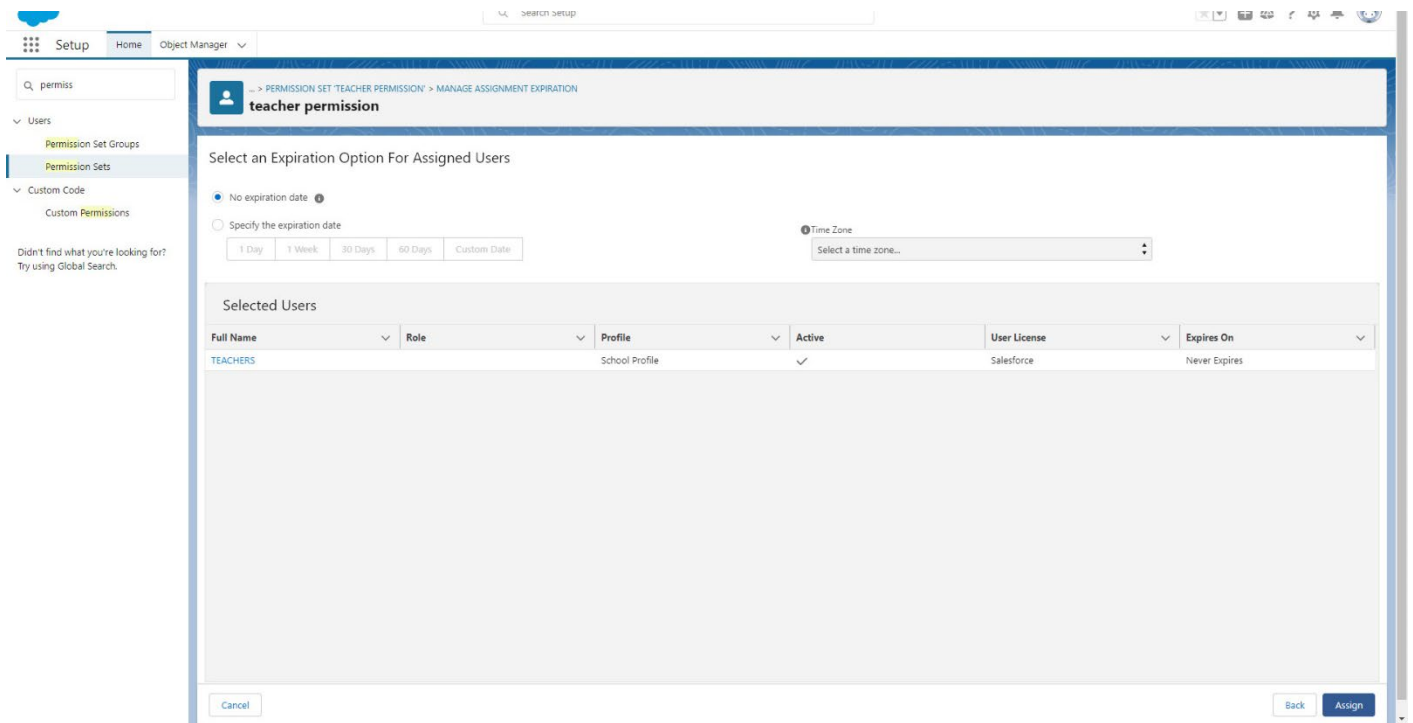 Search Setup
Setup Home Object Manager
permiss
Users
Permission Set Groups
Permission Sets
Custom Code
Custom Permissions
Didn't find what you're looking for?
Try using Global Search.
... > PERMISSION SET 'TEACHER PERMISSION' > MANAGE ASSIGNMENT EXPIRATION
teacher permission
Select an Expiration Option For Assigned Users
No expiration date
Specify the expiration date
1 Day 1 Week 30 Days 60 Days Custom Date
Time Zone
Select a time zone...
Selected Users
Full Name Role Profile Active User License Expires On
TEACHERS School Profile Salesforce Never Expires
Cancel Back Assign